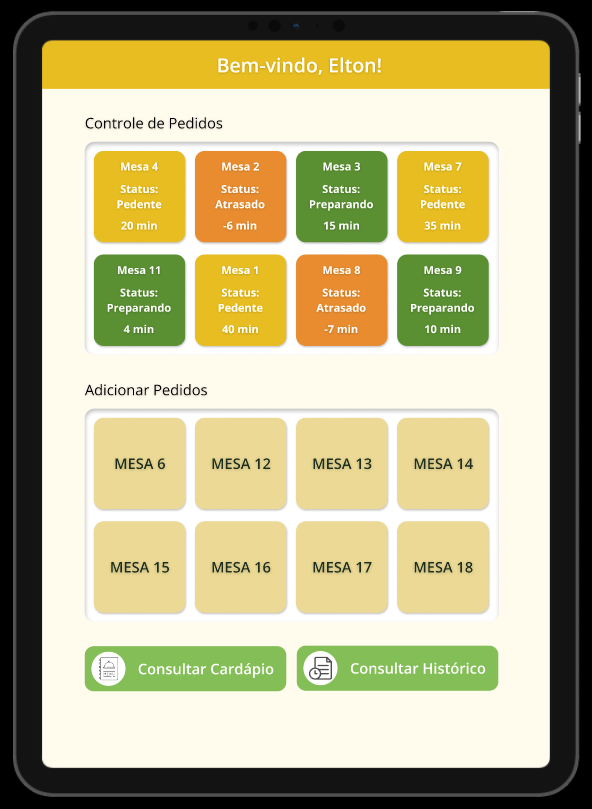 Bem-vindo, Elton!
Controle de Pedidos
Mesa 4
Status:
Pedente
20 min
Mesa 2
Status:
Atrasado
-6 min
Mesa 3
Status:
Preparando
15 min
Mesa 7
Status:
Pedente
35 min
Mesa 11
Status:
Preparando
4 min
Mesa 1
Status:
Pedente
40 min
Mesa 8
Status:
Atrasado
-7 min
Mesa 9
Status:
Preparando
10 min
Adicionar Pedidos
MESA 6
MESA 12
MESA 13
MESA 14
MESA 15
MESA 16
MESA 17
MESA 18
Consultar Cardápio
Consultar Histórico